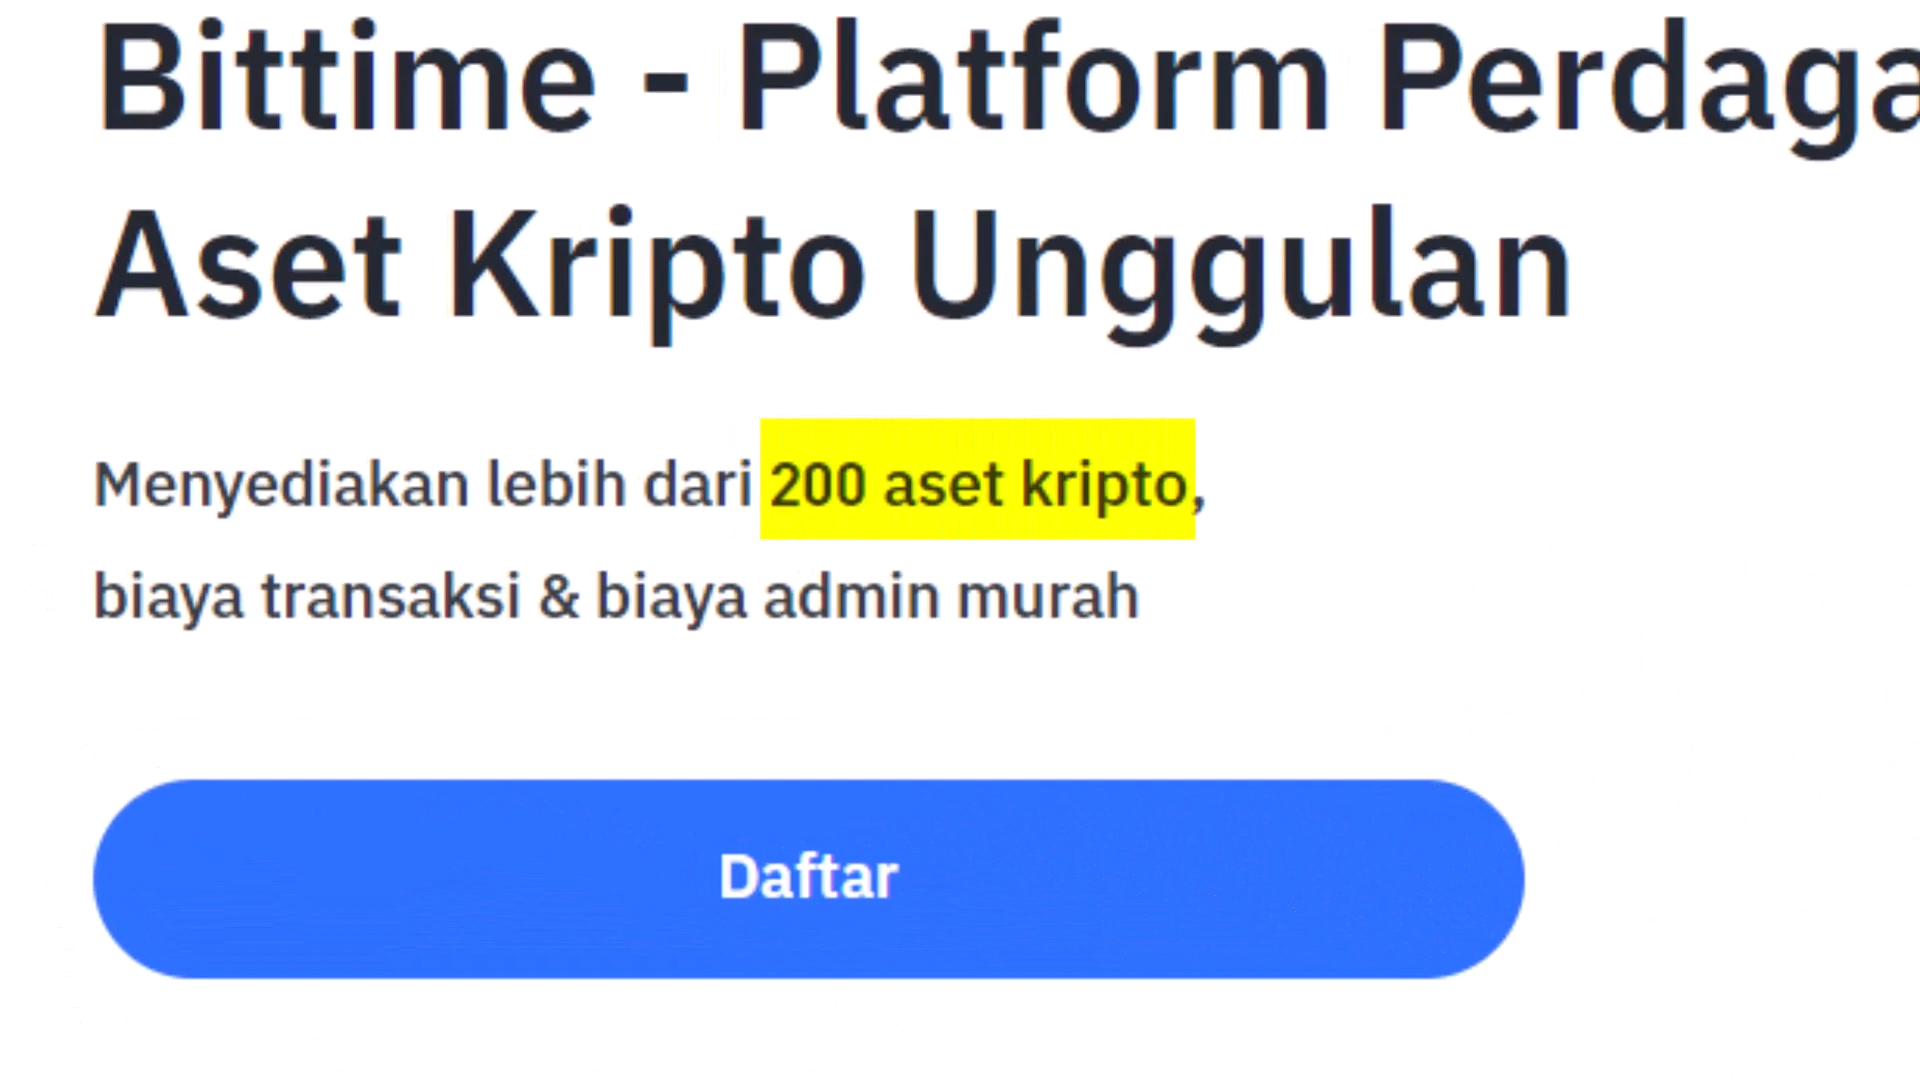 Bittime - Platform Perdaga
Aset Kripto Unggulan
Menyediakan lebih dari 200 aset kripto,
biaya transaksi & biaya admin murah
Daftar